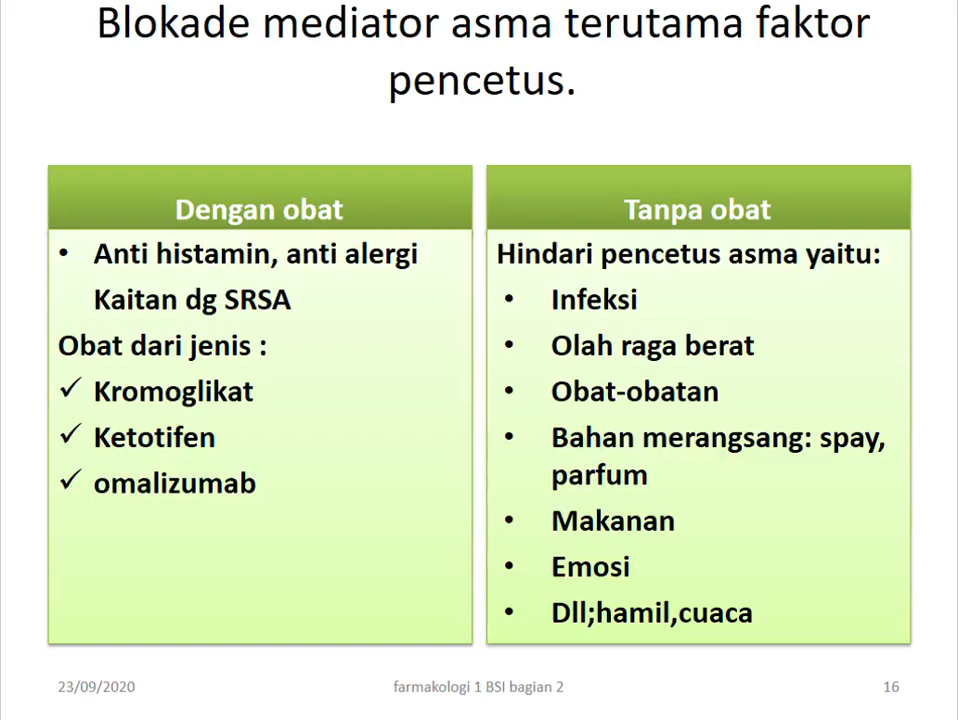 Blokade mediator asma terutama faktor
pencetus.
Dengan obat
• Anti histamin, anti alergi
Kaitan dg SRSA
Obat dari jenis :
✓ Kromoglikat
✓ Ketotifen
✓ omalizumab
Tanpa obat
Hindari pencetus asma yaitu:
• Infeksi
• Olah raga berat
• Obat-obatan
• Bahan merangsang: spay,
parfum
• Makanan
• Emosi
• Dll;hamil,cuaca
23/09/2020
farmakologi 1 BSI bagian 2
16